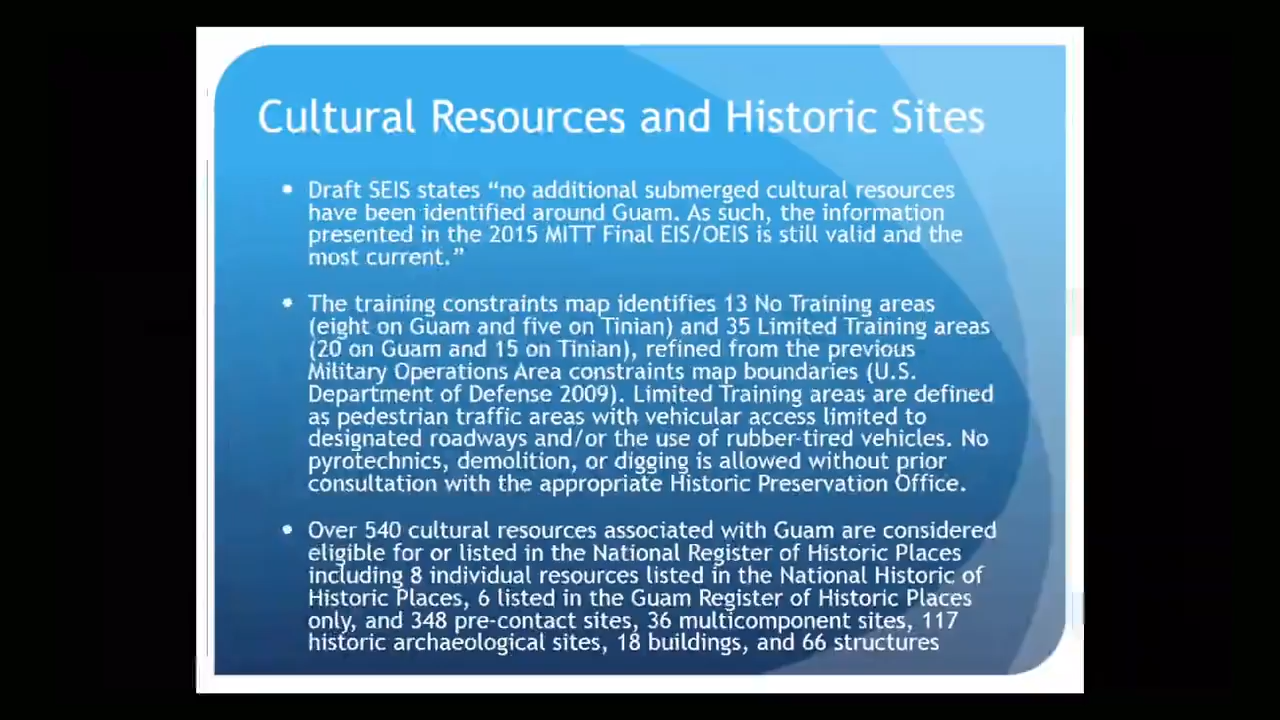 Cultural Resources and Historic Sites
• Draft SEIS states “no additional submerged cultural resources
have been identified around Guam. As such, the information
presented in the 2015 MITT Final EIS/OEIS is still valid and the
most current.”
• The training constraints map identifies 13 No Training areas
(eight on Guam and five on Tinian) and 35 Limited Training areas
(20 on Guam and 15 on Tinian), refined from the previous
Military Operations Area constraints map boundaries (U.S.
Department of Defense 2009). Limited Training areas are defined
as pedestrian traffic areas with vehicular access limited to
designated roadways and/or the use of rubber-tired vehicles. No
pyrotechnics, demolition, or digging is allowed without prior
consultation with the appropriate Historic Preservation Office.
• Over 540 cultural resources associated with Guam are considered
eligible for or listed in the National Register of Historic Places
including 8 individual resources listed in the National Historic of
Historic Places, 6 listed in the Guam Register of Historic Places
only, and 348 pre-contact sites, 36 multicomponent sites, 117
historic archaeological sites, 18 buildings, and 66 structures